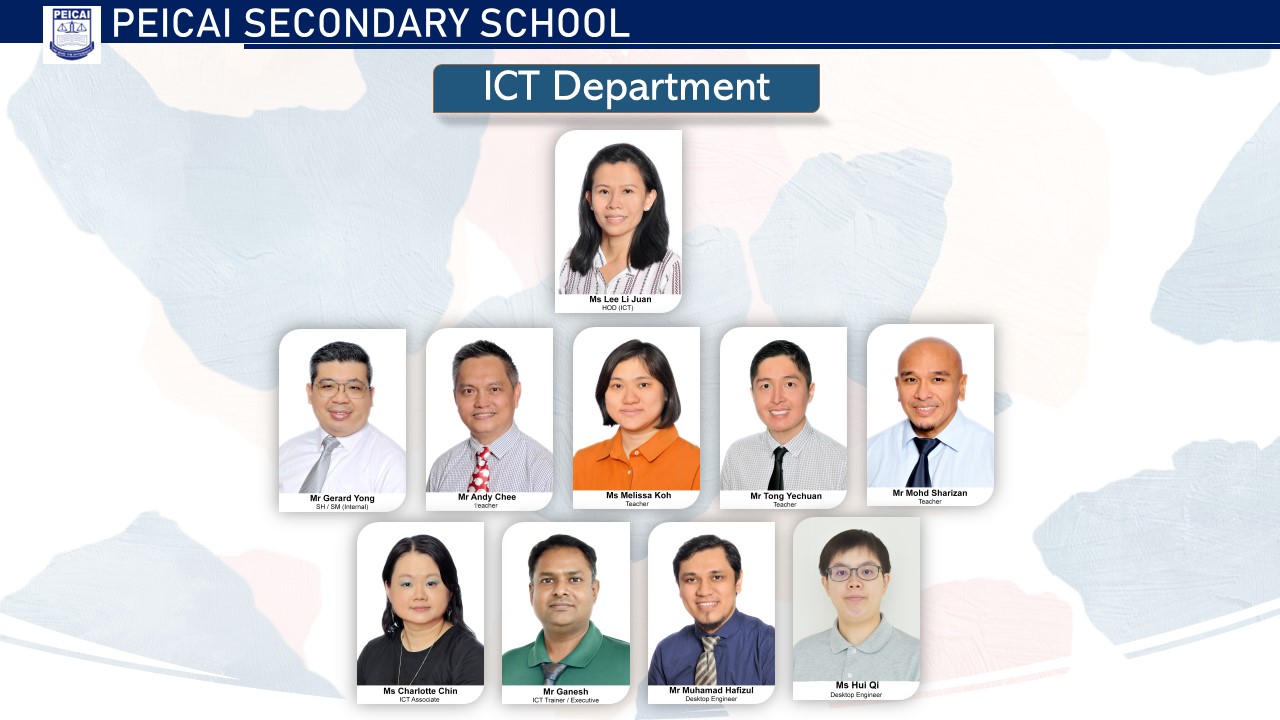 PEICAI
PEICAI SECONDARY SCHOOL
ICT Department
Ms Lee Li Juan
HOD (ICT)
Mr Gerard Yong
SH / SM (Internal)
Mr Andy Chee
Teacher
Ms Melissa Koh
Teacher
Mr Tong Yechuan
Teacher
Mr Mohd Sharizan
Teacher
Ms Charlotte Chin
ICT Associate
Mr Ganesh
ICT Trainer / Executive
Mr Muhamad Hafizul
Desktop Engineer
Ms Hui Qi
Desktop Engineer